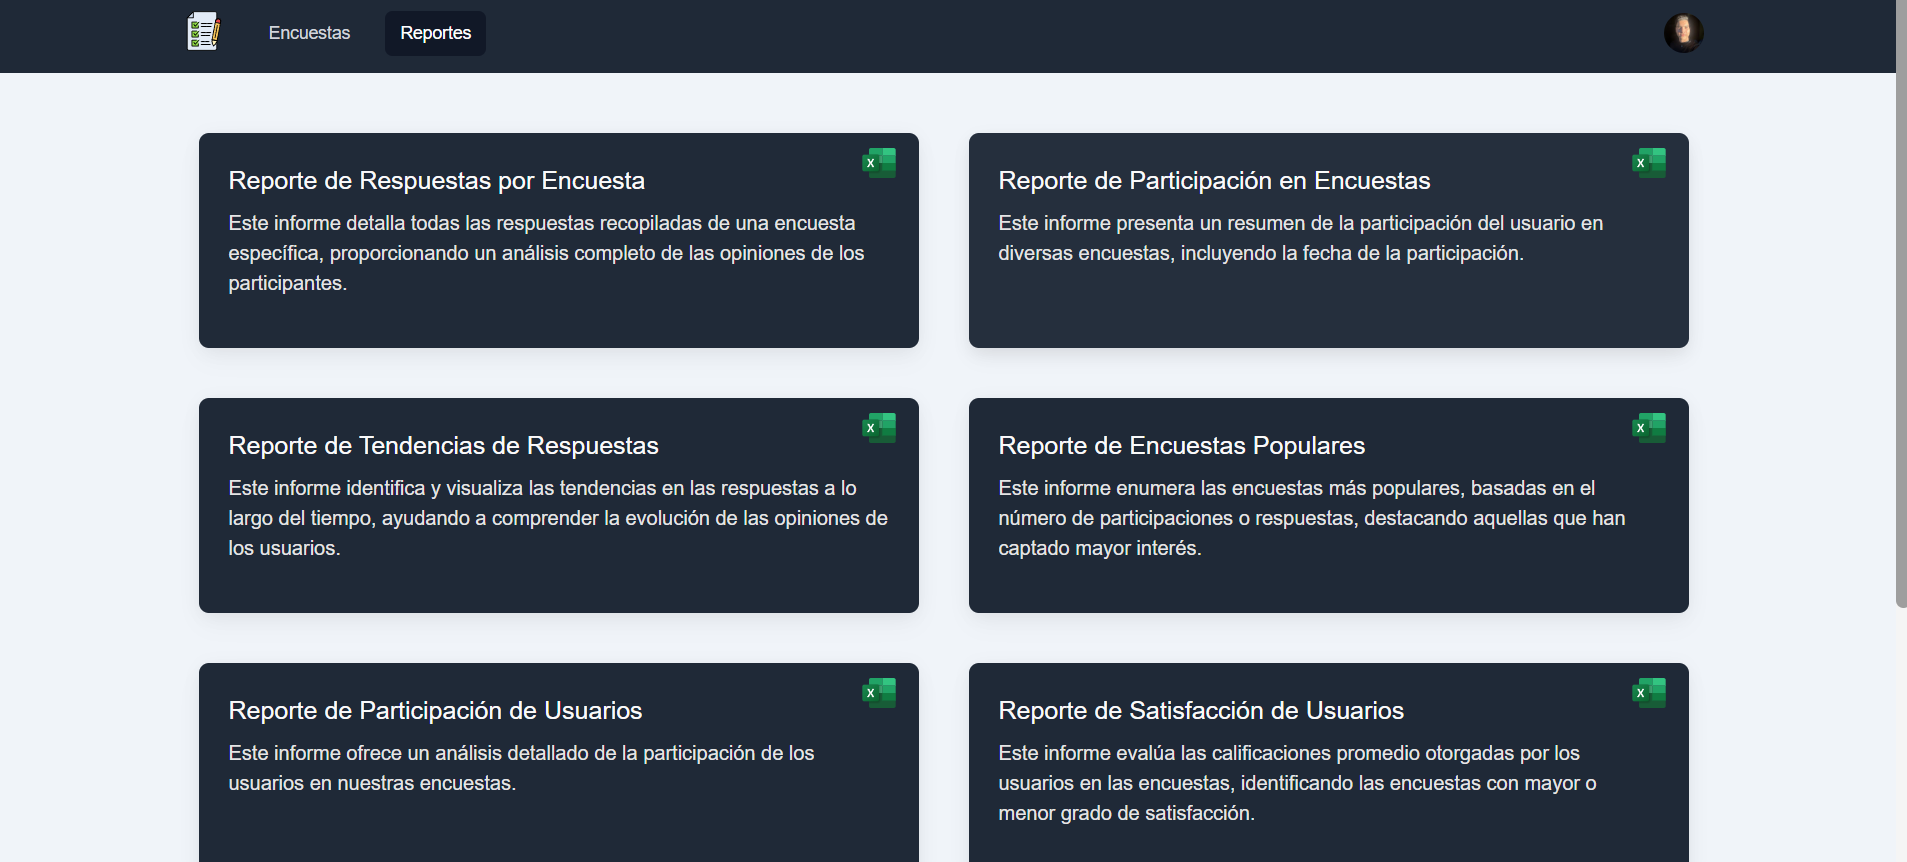 Encuestas
Reportes
Reporte de Respuestas por Encuesta
Este informe detalla todas las respuestas recopiladas de una encuesta
específica, proporcionando un análisis completo de las opiniones de los
participantes.
X
Reporte de Participación en Encuestas
Este informe presenta un resumen de la participación del usuario en
diversas encuestas, incluyendo la fecha de la participación.
X
Reporte de Tendencias de Respuestas
Este informe identifica y visualiza las tendencias en las respuestas a lo
largo del tiempo, ayudando a comprender la evolución de las opiniones de
los usuarios.
X
Reporte de Encuestas Populares
Este informe enumera las encuestas más populares, basadas en el
número de participaciones o respuestas, destacando aquellas que han
captado mayor interés.
X
Reporte de Participación de Usuarios
Este informe ofrece un análisis detallado de la participación de los
usuarios en nuestras encuestas.
X
Reporte de Satisfacción de Usuarios
Este informe evalúa las calificaciones promedio otorgadas por los
usuarios en las encuestas, identificando las encuestas con mayor o
menor grado de satisfacción.
X